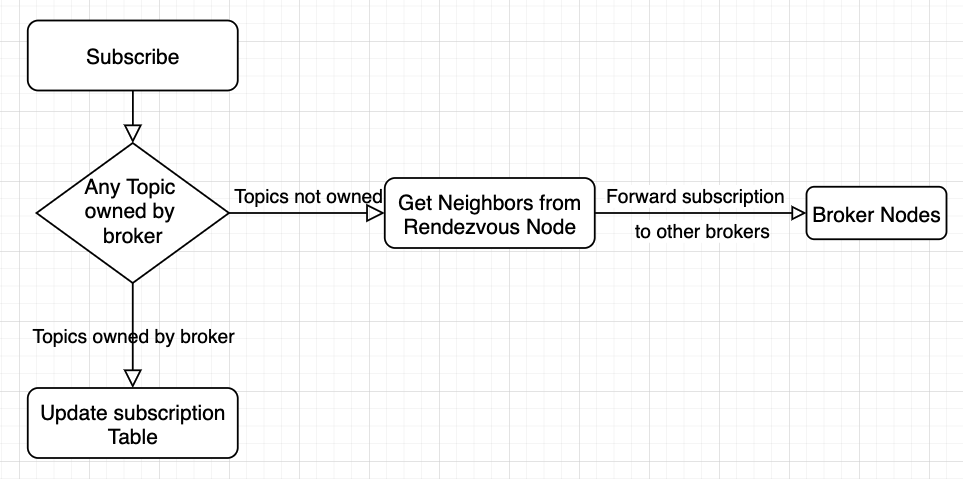 Subscribe
Any Topic
owned by
broker
Topics not owned
Get Neighbors from
Rendezvous Node
Forward subscription
to other brokers
Broker Nodes
Topics owned by broker
Update subscription
Table